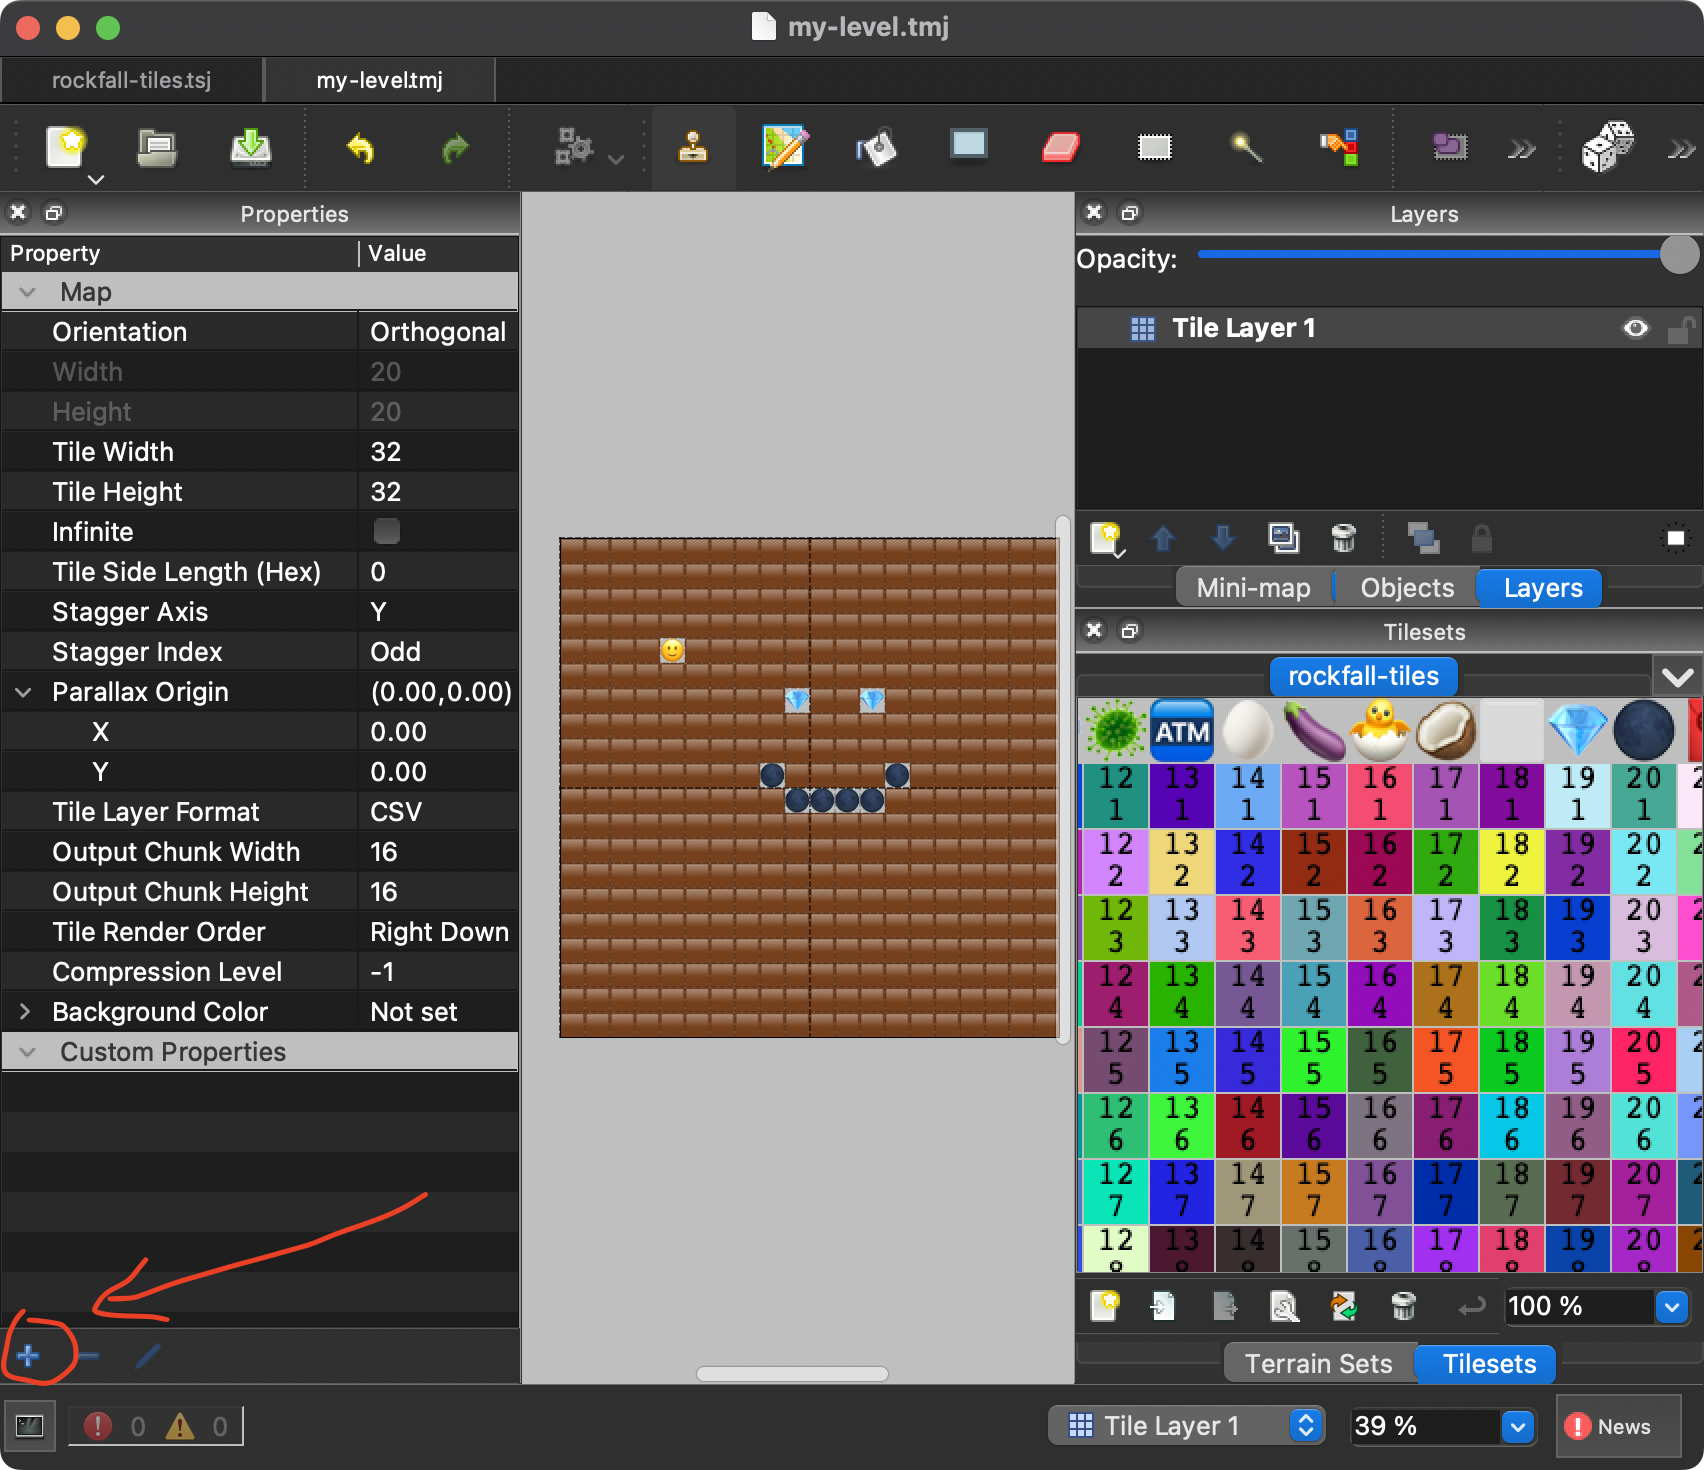 my-level.tmj
rockfall-tiles.tsj
my-level.tmj
Properties
Property Value
Map
Orientation Orthogonal
Width 20
Height 20
Tile Width 32
Tile Height 32
Infinite
Tile Side Length (Hex) 0
Stagger Axis Y
Stagger Index Odd
Parallax Origin (0.00,0.00)
X 0.00
Y 0.00
Tile Layer Format CSV
Output Chunk Width 16
Output Chunk Height 16
Tile Render Order Right Down
Compression Level -1
Background Color Not set
Custom Properties
Layers
Opacity:
Tile Layer 1
Mini-map Objects Layers
Tilesets
rockfall-tiles
ATM
12 13 14 15 16 17 18 19 20 2
1 1 1 1 1 1 1 1 1
12 13 14 15 16 17 18 19 20 2
2 2 2 2 2 2 2 2 2
12 13 14 15 16 17 18 19 20 2
3 3 3 3 3 3 3 3 3
12 13 14 15 16 17 18 19 20 2
4 4 4 4 4 4 4 4 4
12 13 14 15 16 17 18 19 20 2
5 5 5 5 5 5 5 5 5
12 13 14 15 16 17 18 19 20 2
6 6 6 6 6 6 6 6 6
12 13 14 15 16 17 18 19 20 2
7 7 7 7 7 7 7 7 7
12 13 14 15 16 17 18 19 20 2
100 %
Terrain Sets Tilesets
0 0
Tile Layer 1
39 %
News